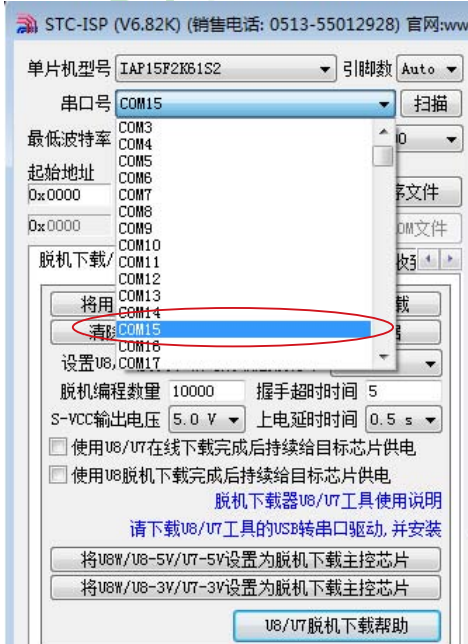 STC-ISP (V6.82K) (销售电话: 0513-55012928) 官网:ww
单片机型号 IAP15F2K61S2 引脚数 Auto
串口号 COM15 扫描
最低波特率
COM3
COM4
COM5
COM6
COM7
COM8
COM9
COM10
COM11
COM12
COM13
COM14
COM15
COM16
COM17
起始地址
0x0000 序文件
0x0000 OM文件
脱机下载/
将用 载
清除
设置U8,
脱机编程数量 10000 握手超时时间 5
S-VCC输出电压 5.0 V 上电延时时间 0.5 s
使用U8/U7在线下载完成后持续给目标芯片供电
使用U8脱机下载完成后持续给目标芯片供电
脱机下载器U8/U7工具使用说明
请下载U8/U7工具的USB转串口驱动,并安装
将U8W/U8-5V/U7-5V设置为脱机下载主控芯片
将U8W/U8-3V/U7-3V设置为脱机下载主控芯片
U8/U7脱机下载帮助